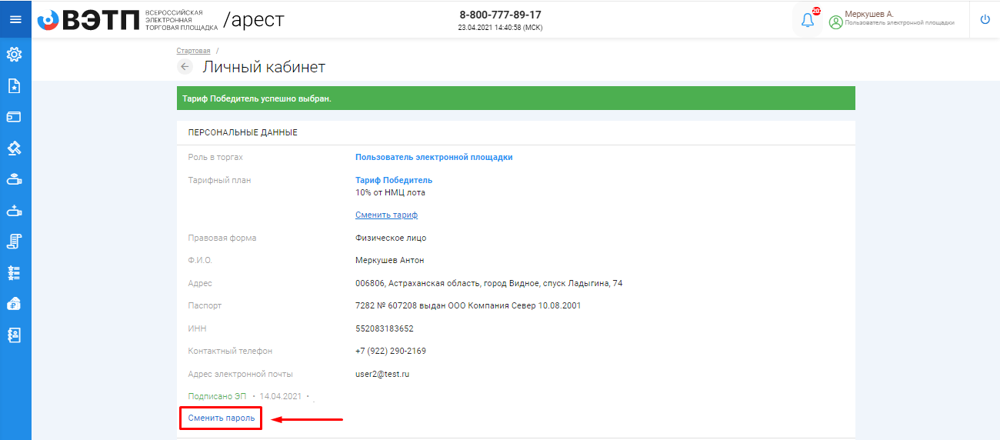 ВЭТП
ВСЕРОССИЙСКАЯ
ЭЛЕКТРОННАЯ
ТОРГОВАЯ ПЛОЩАДКА
/арест
8-800-777-89-17
23.04.2021 14:40:58 (МСК)
20
Меркушев А.
Пользователь электронной площадки
Стартовая /
Личный кабинет
Тариф Победитель успешно выбран.
ПЕРСОНАЛЬНЫЕ ДАННЫЕ
Роль в торгах Пользователь электронной площадки
Тарифный план Тариф Победитель
10% от НМЦ лота
Сменить тариф
Правовая форма Физическое лицо
Ф.И.О. Меркушев Антон
Адрес 006806, Астраханская область, город Видное, спуск Ладыгина, 74
Паспорт 7282 № 607208 выдан ООО Компания Север 10.08.2001
ИНН 552083183652
Контактный телефон +7 (922) 290-2169
Адрес электронной почты user2@test.ru
Подписано ЭП • 14.04.2021 • .
Сменить пароль